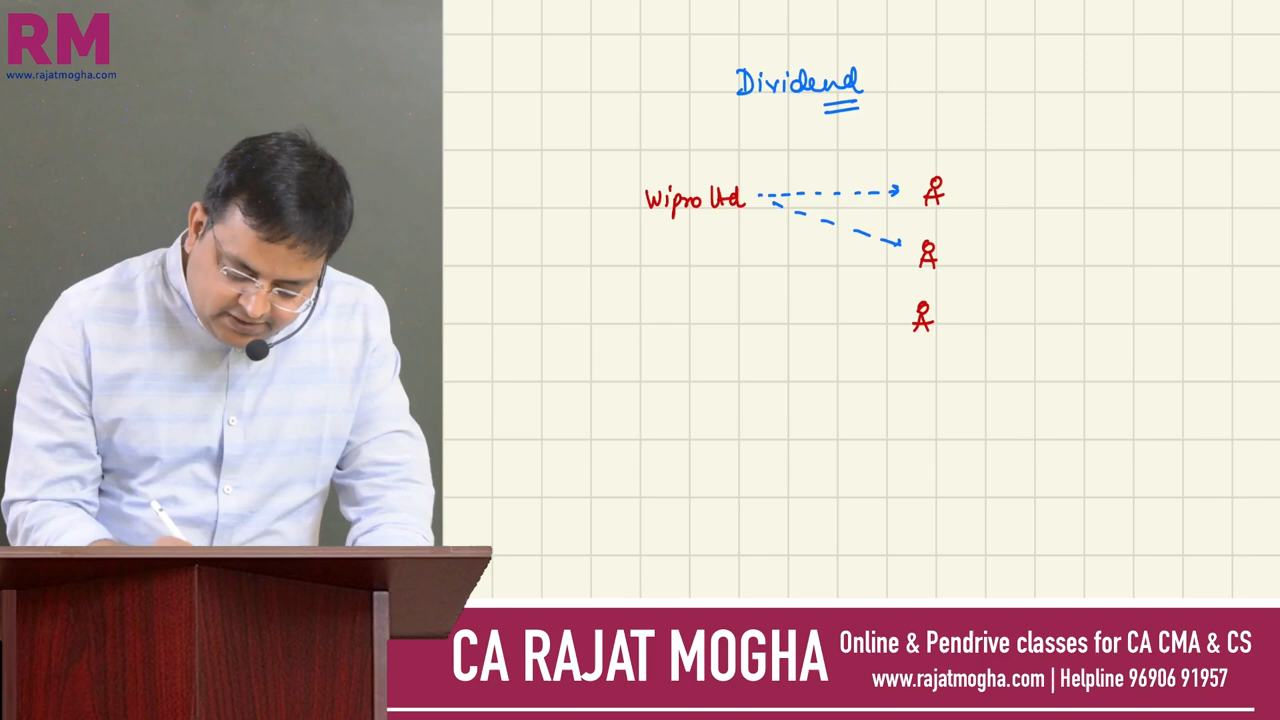 RM
www.rajatmogha.com
Dividend
Wipro Ltd
CA RAJAT MOGHA
Online & Pendrive classes for CA CMA & CS
www.rajatmogha.com | Helpline 96906 91957